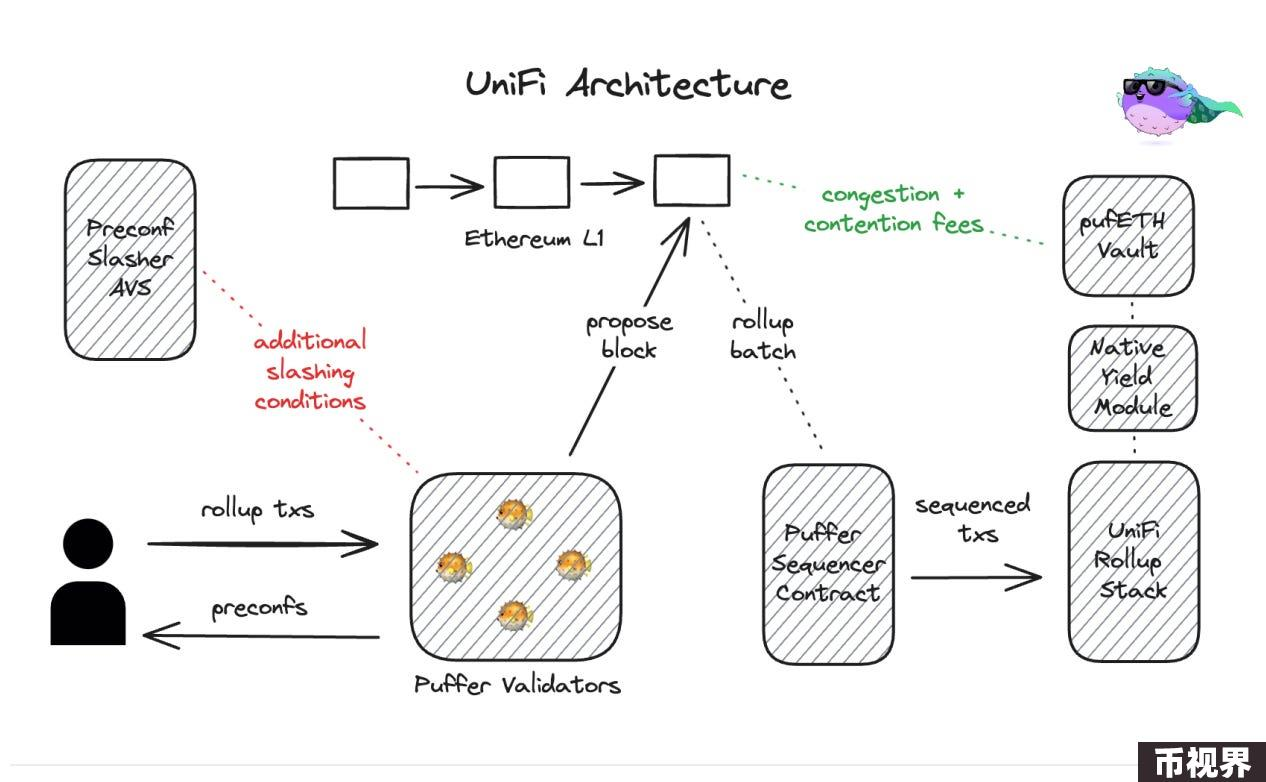 UniFi Architecture
Preconf
Slasher
AVS
Ethereum L1
congestion +
contention fees
pufETH
Vault
propose
block
rollup
batch
additional
slashing
conditions
Native
Yield
Module
rollup txs
preconfs
Puffer Validators
Puffer
Sequencer
Contract
sequenced
txs
UniFi
Rollup
Stack
币视界